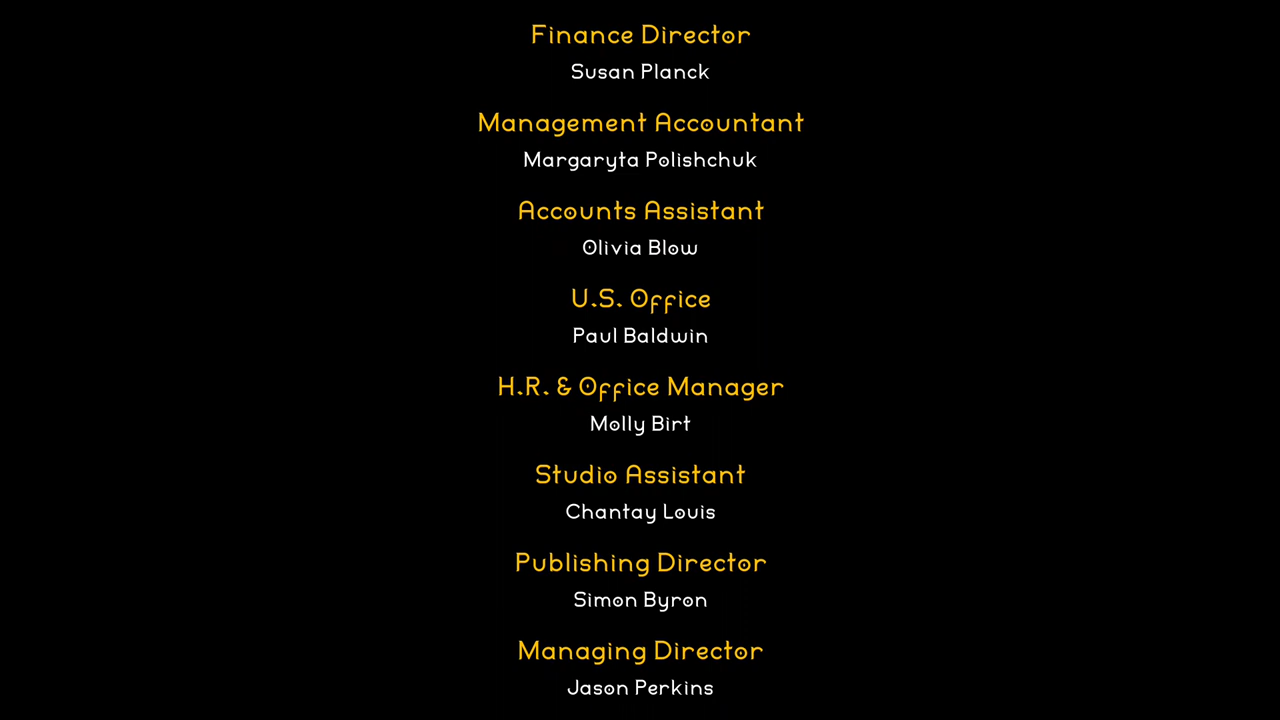 Finance Director
Susan Planck
Management Accountant
Margaryta Polishchuk
Accounts Assistant
Olivia Blow
U.S. Office
Paul Baldwin
H.R. & Office Manager
Molly Birt
Studio Assistant
Chantay Louis
Publishing Director
Simon Byron
Managing Director
Jason Perkins